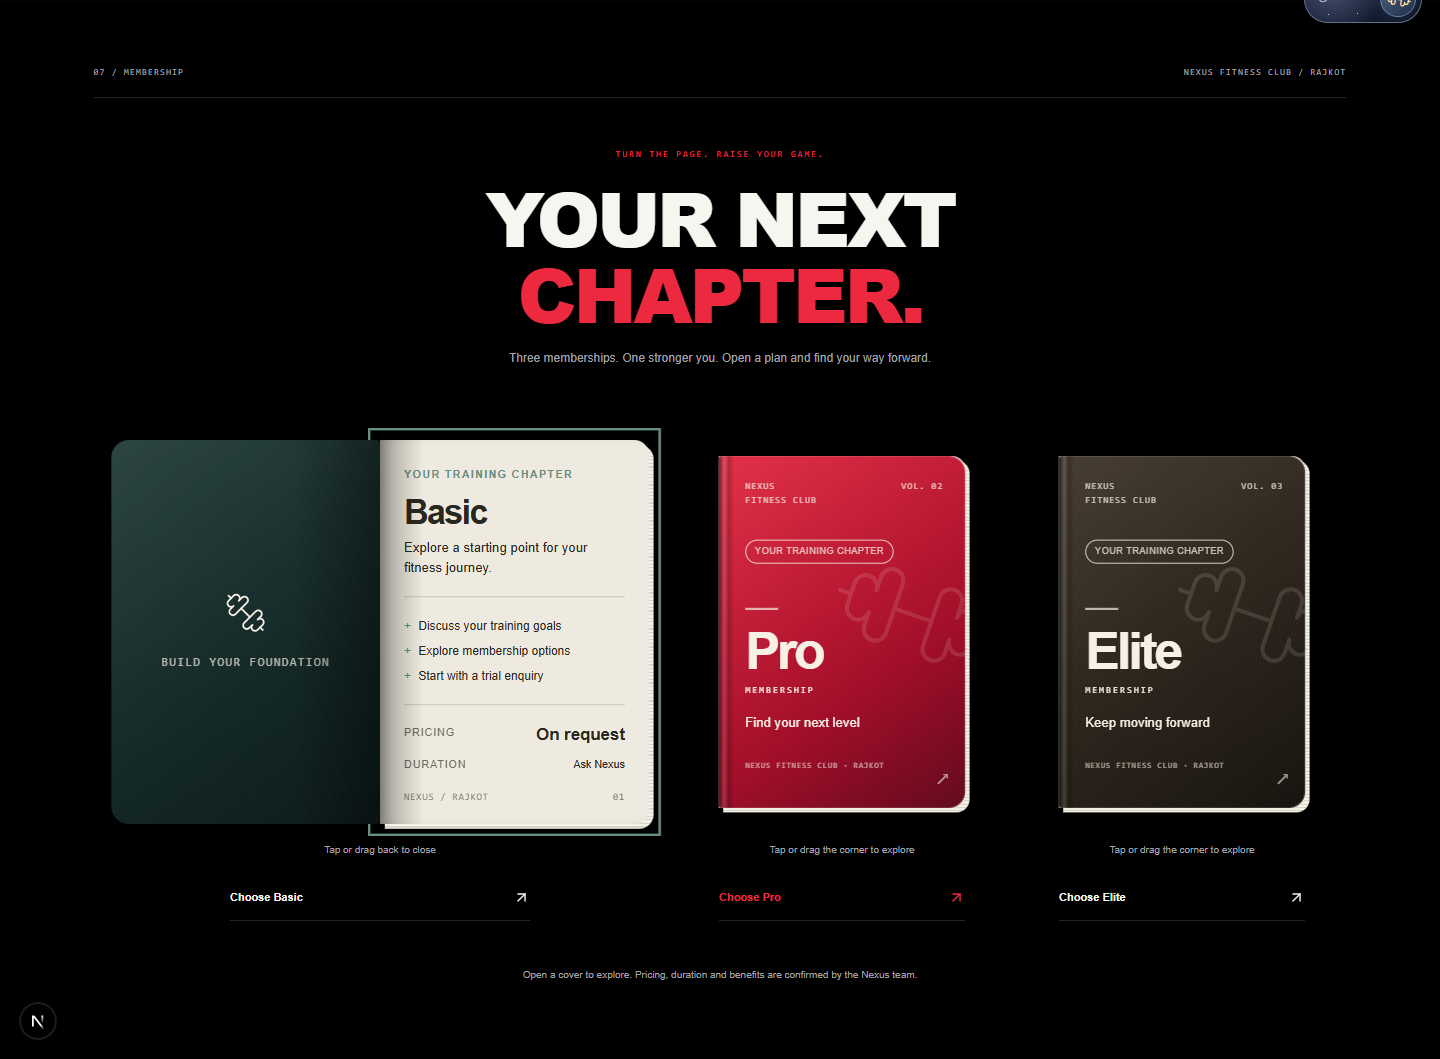 07 / MEMBERSHIP
NEXUS FITNESS CLUB / RAJKOT
TURN THE PAGE. RAISE YOUR GAME.
YOUR NEXT
CHAPTER.
Three memberships. One stronger you. Open a plan and find your way forward.
BUILD YOUR FOUNDATION
YOUR TRAINING CHAPTER
Basic
Explore a starting point for your
fitness journey.
+ Discuss your training goals
+ Explore membership options
+ Start with a trial enquiry
PRICING On request
DURATION Ask Nexus
NEXUS / RAJKOT 01
Tap or drag back to close
Choose Basic
NEXUS
FITNESS CLUB
VOL. 02
YOUR TRAINING CHAPTER
Pro
MEMBERSHIP
Find your next level
NEXUS FITNESS CLUB - RAJKOT
Tap or drag the corner to explore
Choose Pro
NEXUS
FITNESS CLUB
VOL. 03
YOUR TRAINING CHAPTER
Elite
MEMBERSHIP
Keep moving forward
NEXUS FITNESS CLUB - RAJKOT
Tap or drag the corner to explore
Choose Elite
Open a cover to explore. Pricing, duration and benefits are confirmed by the Nexus team.
N